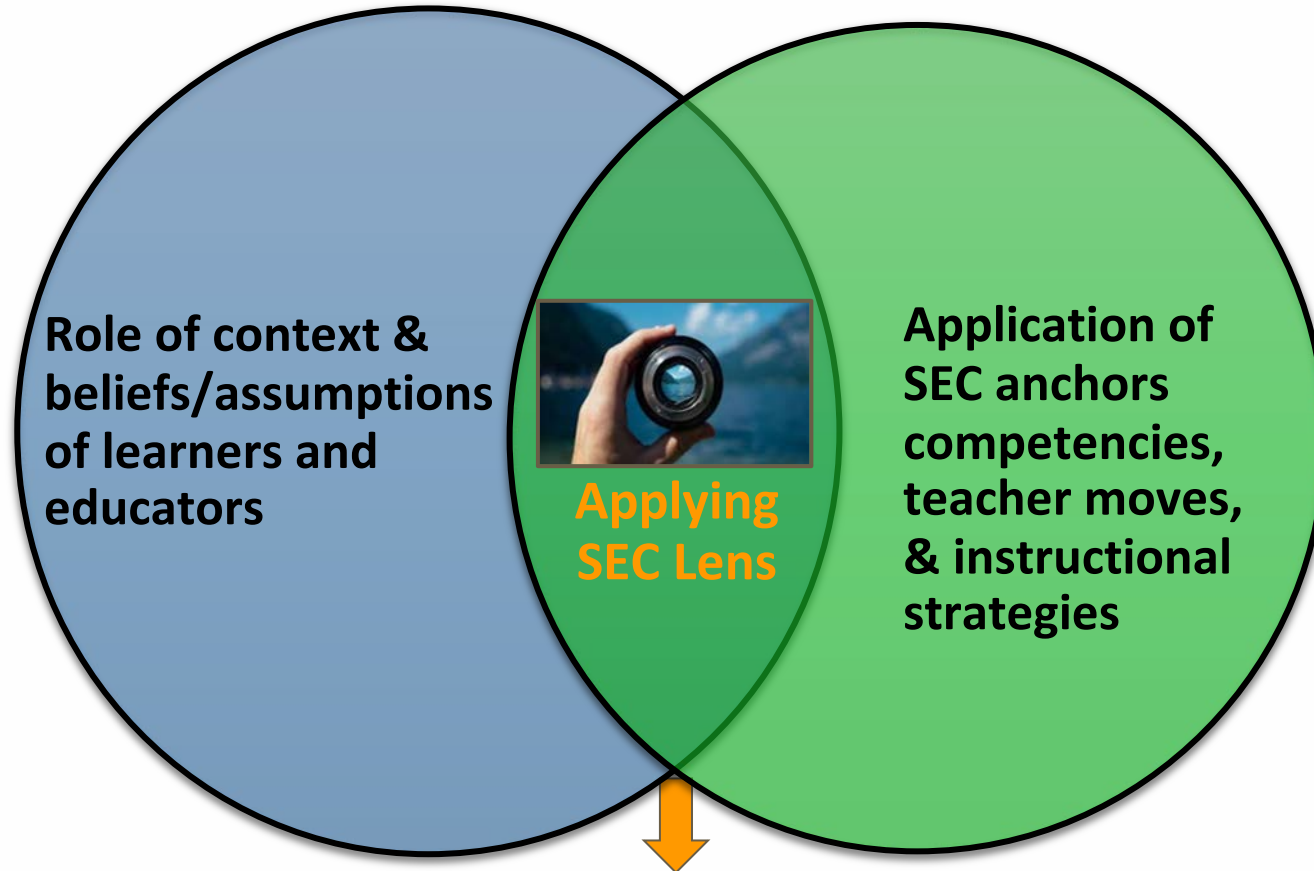 Role of context &
beliefs/assumptions
of learners and
educators
Applying
SEC Lens
Application of
SEC anchors
competencies,
teacher moves,
& instructional
strategies